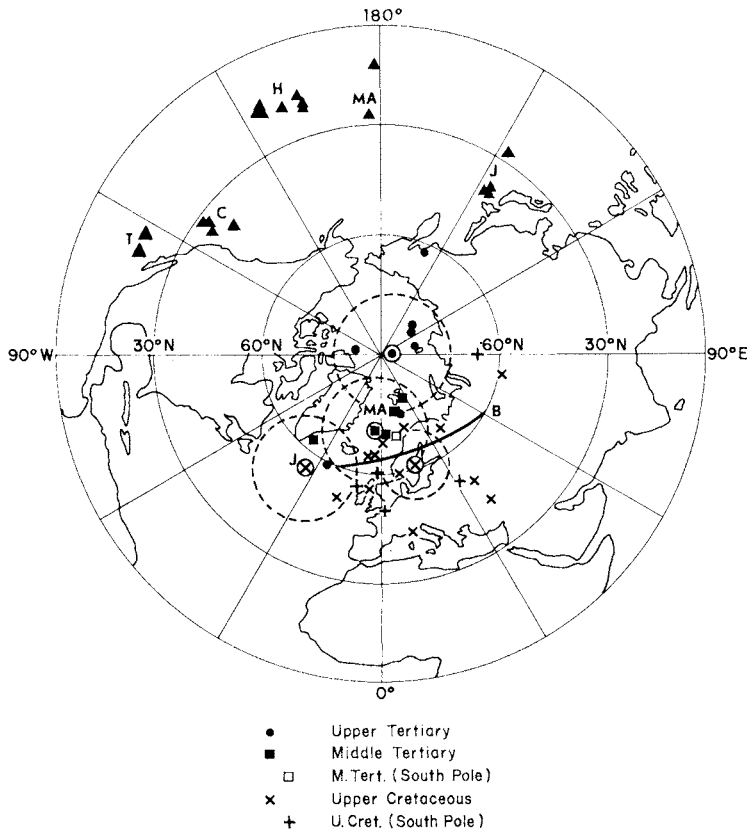 180°
H
MA
J
C
T
90°W
30°N
60°N
60°N
30°N
90°E
MA
B
J
0°
Upper Tertiary
Middle Tertiary
M. Tert. (South Pole)
Upper Cretaceous
U. Cret. (South Pole)